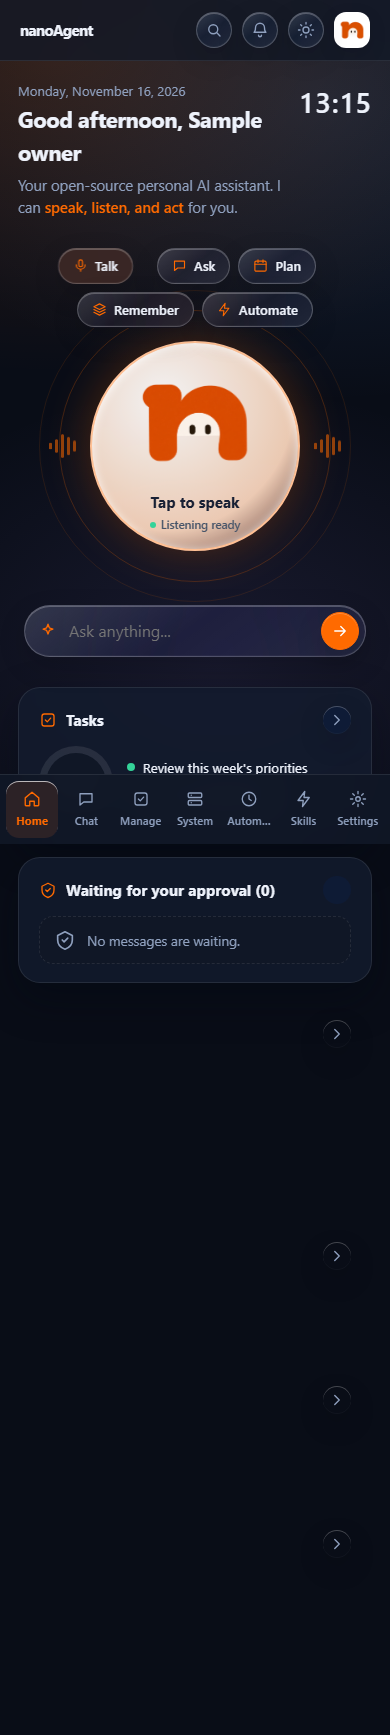 nanoAgent
Monday, November 16, 2026
13:15
Good afternoon, Sample
owner
Your open-source personal AI assistant. I
can speak, listen, and act for you.
Talk
Ask
Plan
Remember
Automate
Tap to speak
Listening ready
Ask anything...
Tasks
Review this week's priorities
Home
Chat
Manage
System
Autom...
Skills
Settings
Waiting for your approval (0)
No messages are waiting.